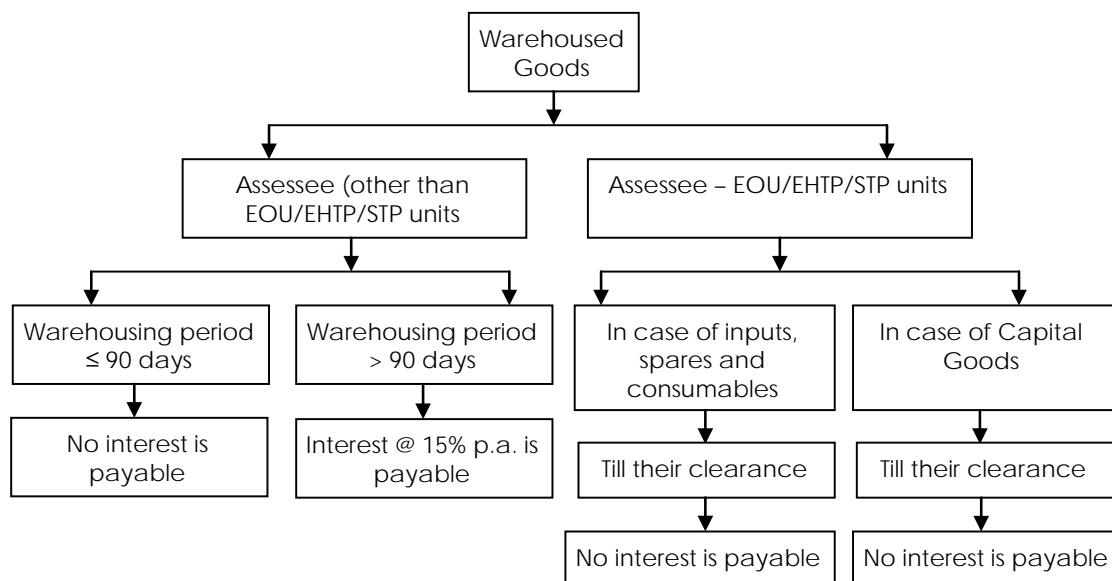 Warehoused
Goods
Assessee (other than
EOU/EHTP/STP units
Assessee – EOU/EHTP/STP units
Warehousing period
≤ 90 days
Warehousing period
> 90 days
In case of inputs,
spares and
consumables
In case of Capital
Goods
No interest is
payable
Interest @ 15% p.a. is
payable
Till their clearance
Till their clearance
No interest is payable
No interest is payable